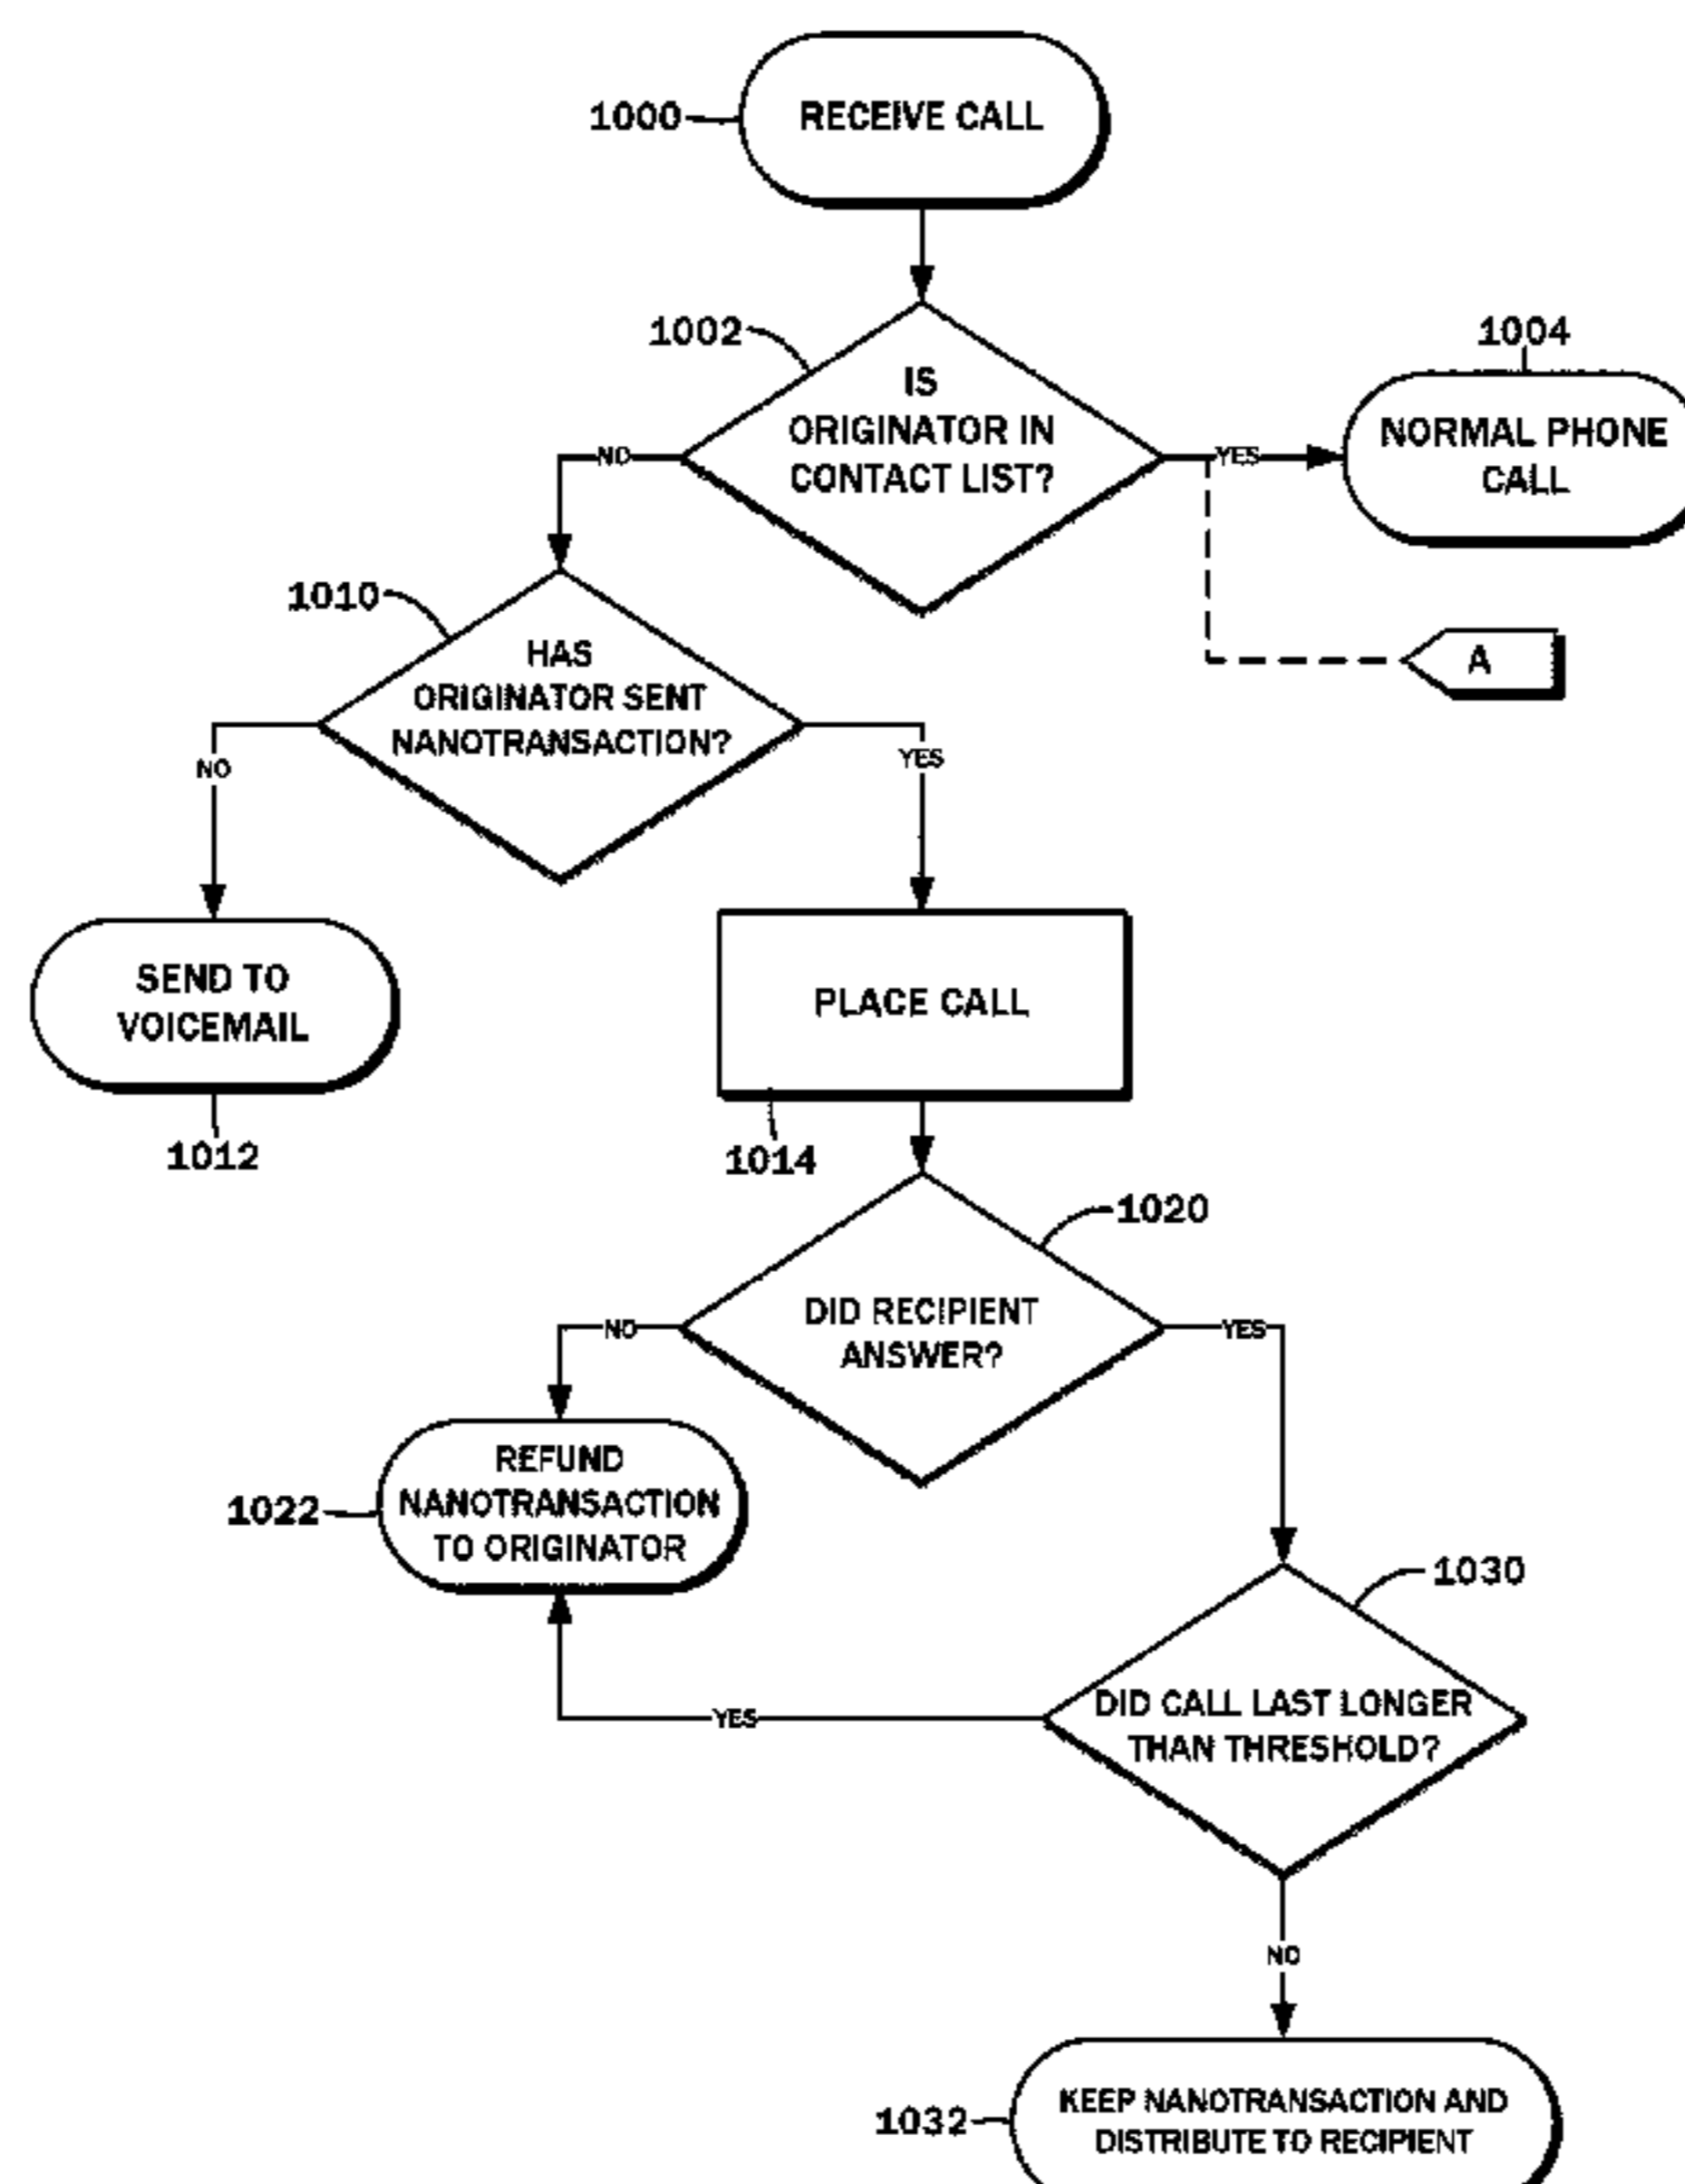 1000
RECEIVE CALL
1002
IS
ORIGINATOR IN
CONTACT LIST?
NO
YES
1004
NORMAL PHONE
CALL
A
1010
HAS
ORIGINATOR SENT
NANOTRANSACTION?
NO
YES
SEND TO
VOICEMAIL
1012
PLACE CALL
1014
1020
DID RECIPIENT
ANSWER?
NO
YES
REFUND
NANOTRANSACTION
TO ORIGINATOR
1022
1030
DID CALL LAST LONGER
THAN THRESHOLD?
YES
NO
1032
KEEP NANOTRANSACTION AND
DISTRIBUTE TO RECIPIENT